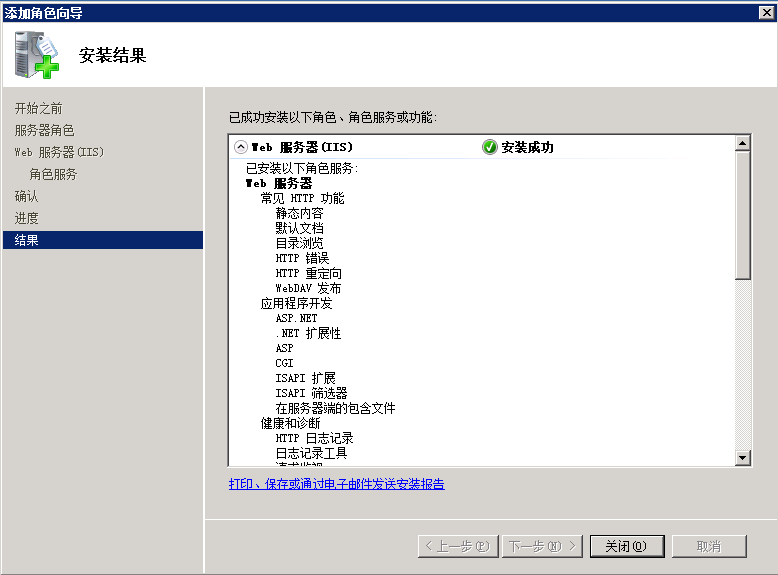 添加角色向导
安装结果
开始之前
服务器角色
Web 服务器(IIS)
角色服务
确认
进度
结果
已成功安装以下角色、角色服务或功能:
Web 服务器(IIS) 安装成功
已安装以下角色服务:
Web 服务器
常见 HTTP 功能
静态内容
默认文档
目录浏览
HTTP 错误
HTTP 重定向
WebDAV 发布
应用程序开发
ASP.NET
.NET 扩展性
ASP
CGI
ISAPI 扩展
ISAPI 筛选器
在服务器端的包含文件
健康和诊断
HTTP 日志记录
日志记录工具
打印、保存或通过电子邮件发送安装报告
< 上一步(P) 下一步(N) > 关闭(O) 取消